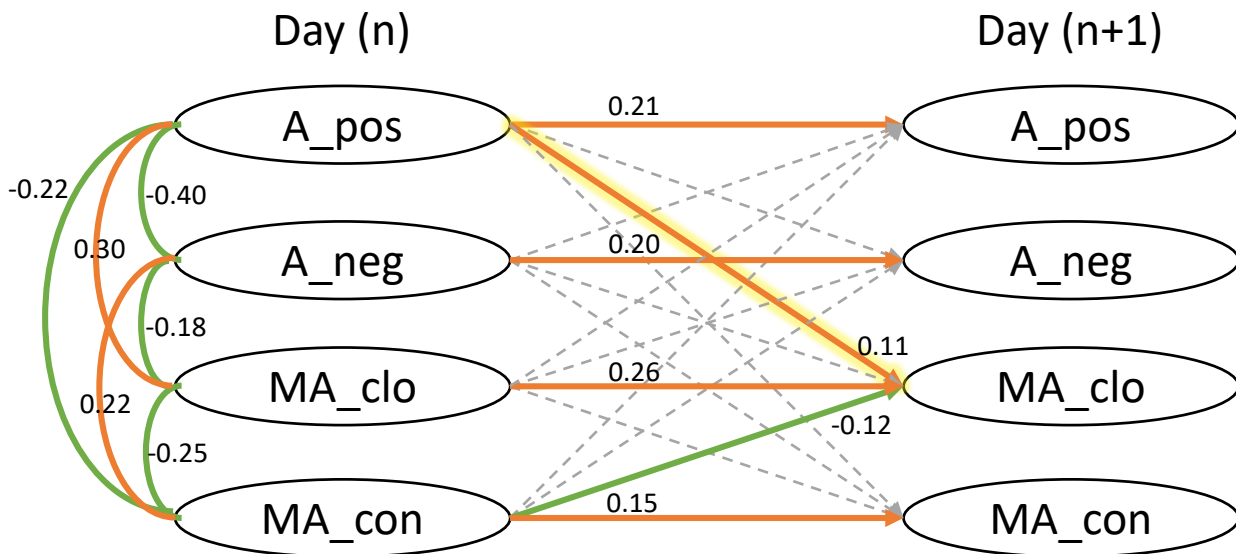 Day (n)
Day (n+1)
A_pos
0.21
A_pos
-0.22
-0.40
0.30
A_neg
0.20
A_neg
-0.18
0.11
MA_clo
0.26
MA_clo
0.22
-0.12
-0.25
MA_con
0.15
MA_con